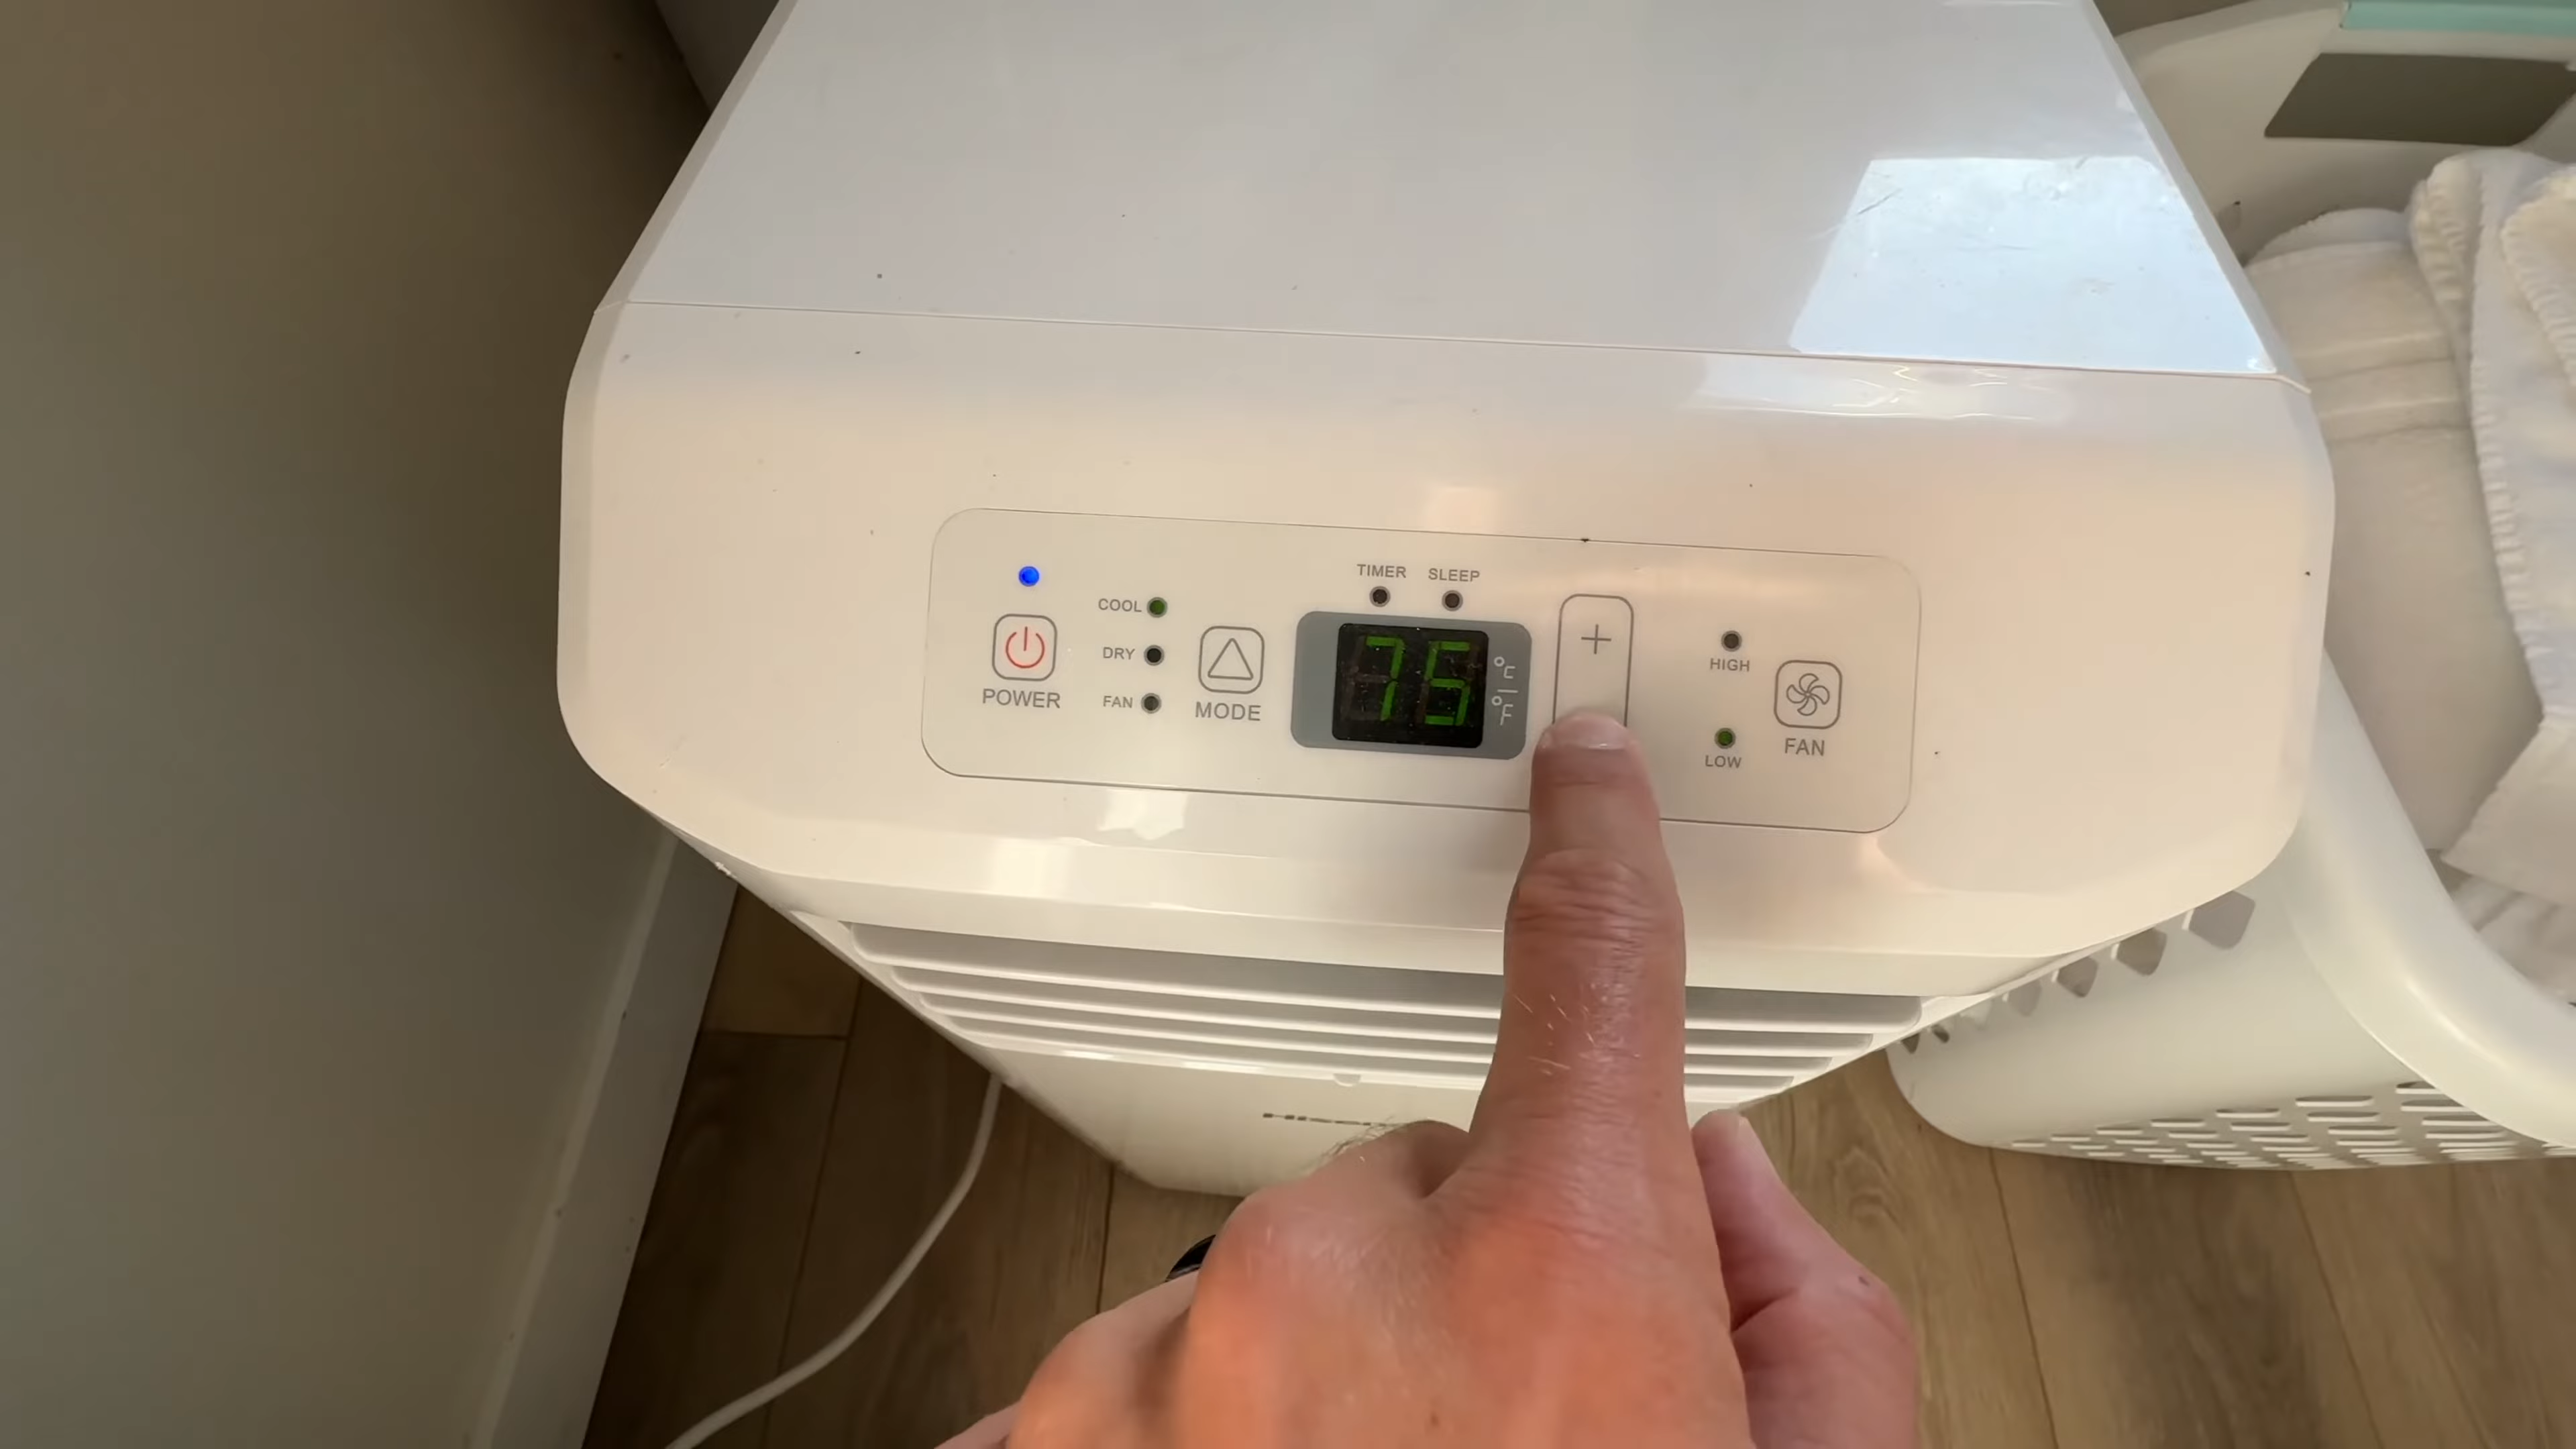 POWER
COOL
DRY
FAN
MODE
TIMER SLEEP
75
°C
°F
+
HIGH
LOW
FAN